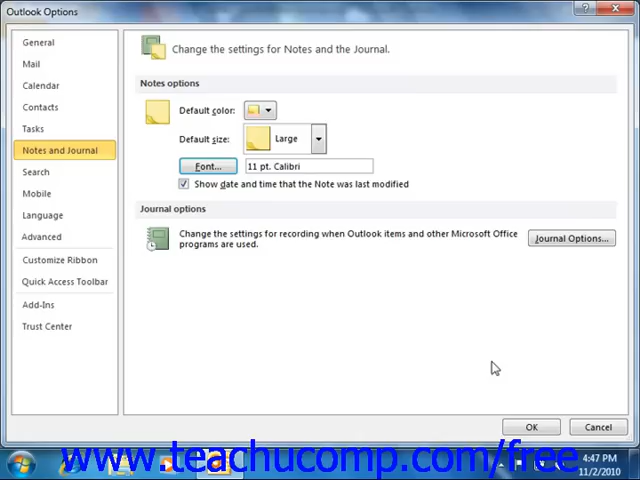 Outlook Options
General
Mail
Calendar
Contacts
Tasks
Notes and Journal
Search
Mobile
Language
Advanced
Customize Ribbon
Quick Access Toolbar
Add-Ins
Trust Center
Change the settings for Notes and the Journal.
Notes options
Default color:
Default size: Large
Font... 11 pt. Calibri
Show date and time that the Note was last modified
Journal options
Change the settings for recording when Outlook items and other Microsoft Office
programs are used.
Journal Options...
OK Cancel
www.teachucomp.com/free
4:47 PM
11/2/2010